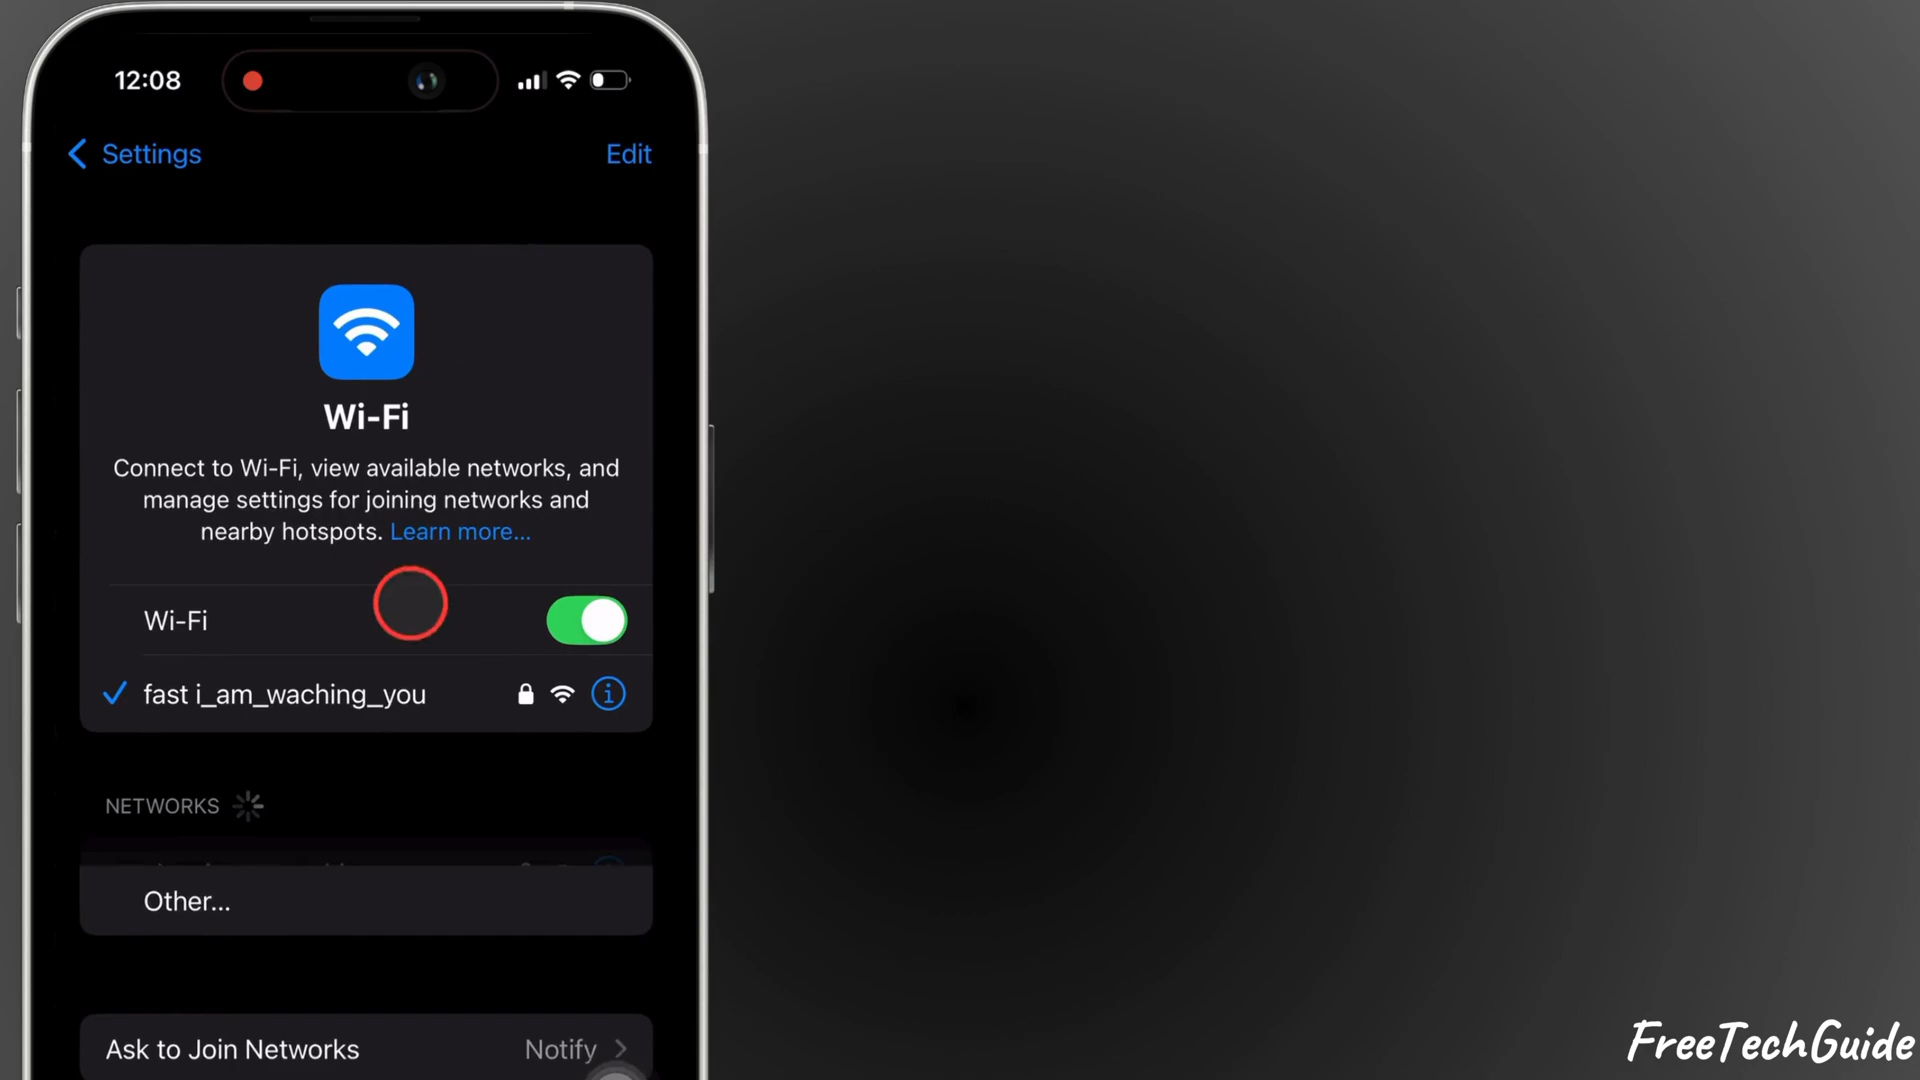 12:08
Settings
Edit
Wi-Fi
Connect to Wi-Fi, view available networks, and
manage settings for joining networks and
nearby hotspots. Learn more...
Wi-Fi
fast i_am_waching_you
NETWORKS
Other...
Ask to Join Networks
Notify
FreeTechGuide